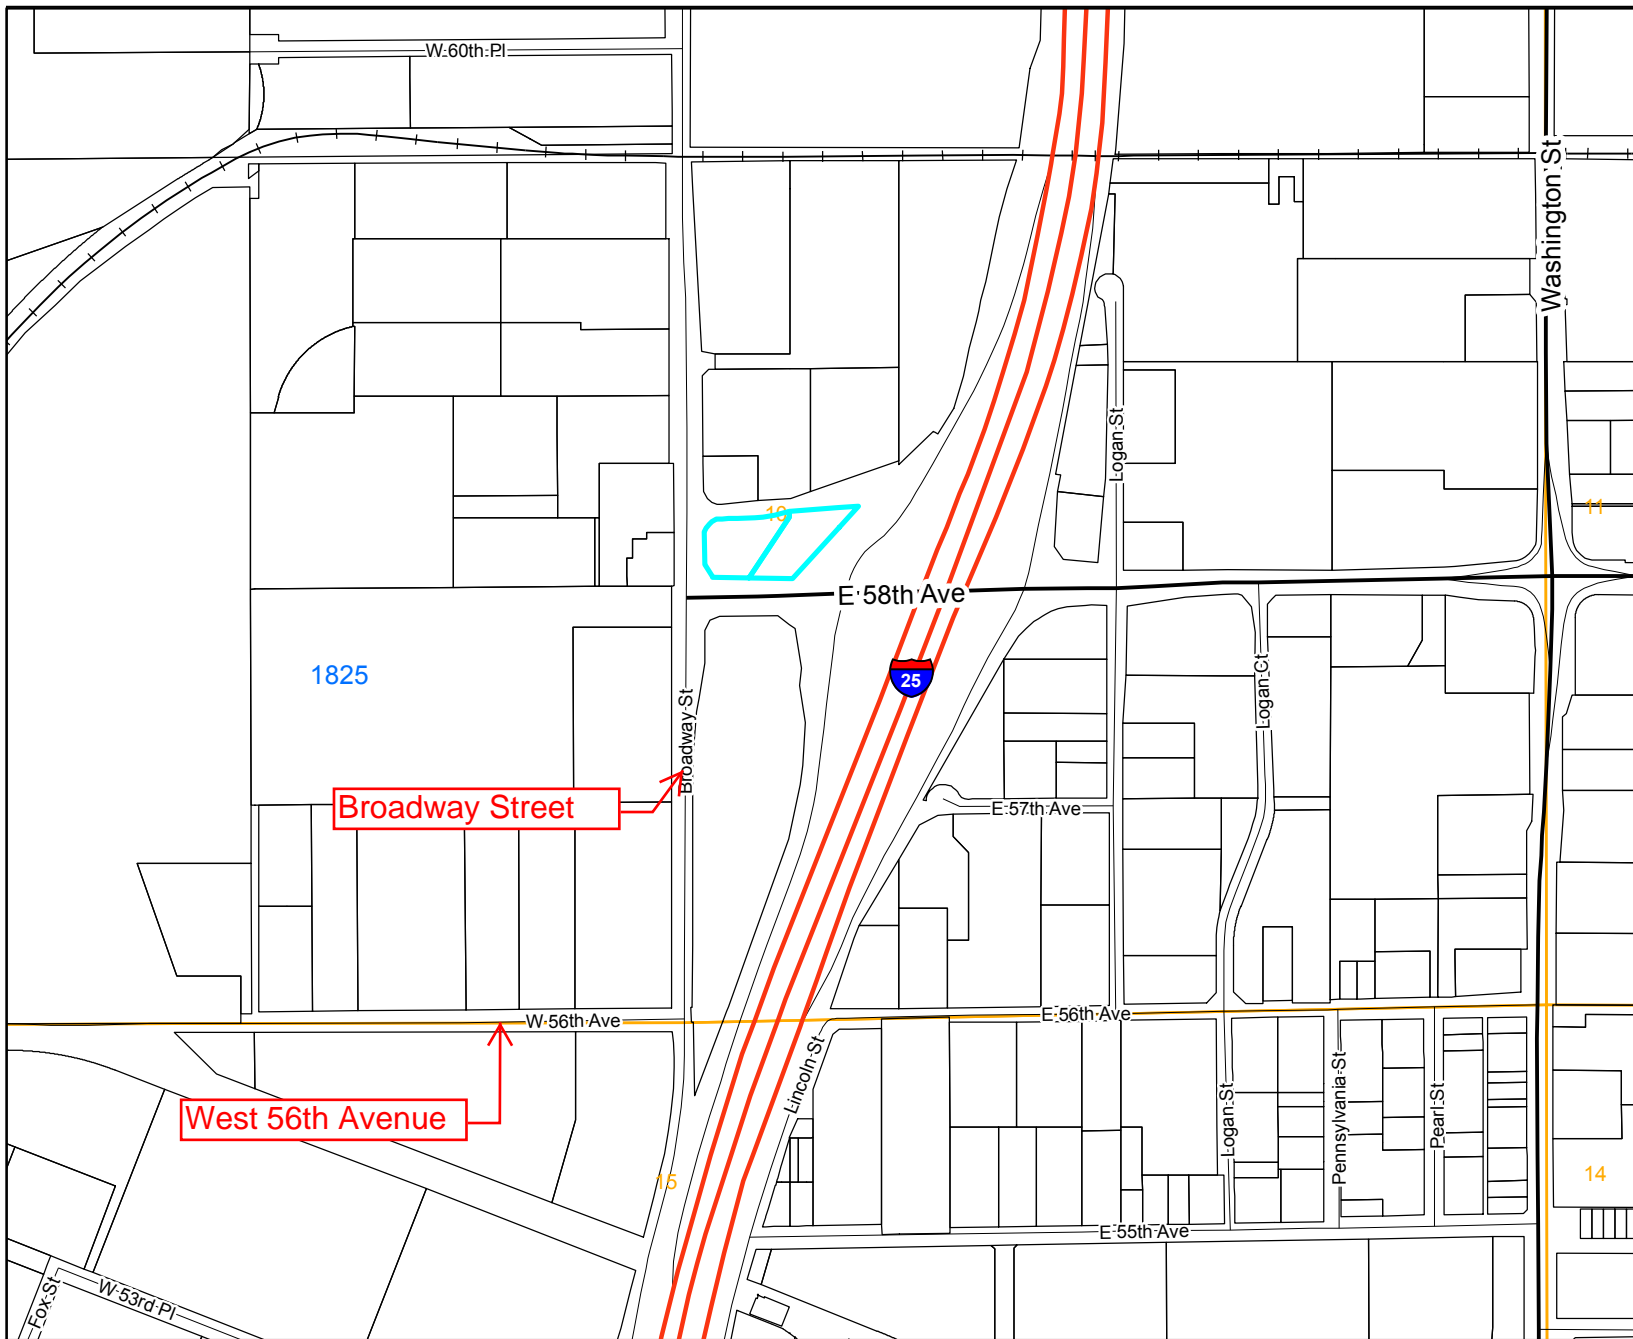 W 60th Pl
Washington St
Logan St
10
11
E 58th Ave
1825
25
Broadway St
Logan Ct
Broadway Street
E 57th Ave
W 56th Ave
E 56th Ave
Lincoln St
West 56th Avenue
Logan St
Pennsylvania St
Pearl St
15
14
E 55th Ave
Fox St
W 53rd Pl